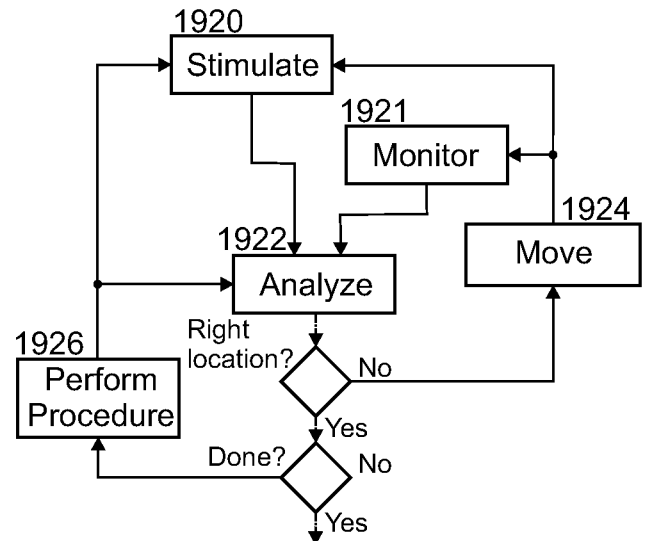 1920
Stimulate
1921
Monitor
1924
Move
1922
Analyze
Right
location?
No
1926
Perform
Procedure
Yes
Done?
No
Yes